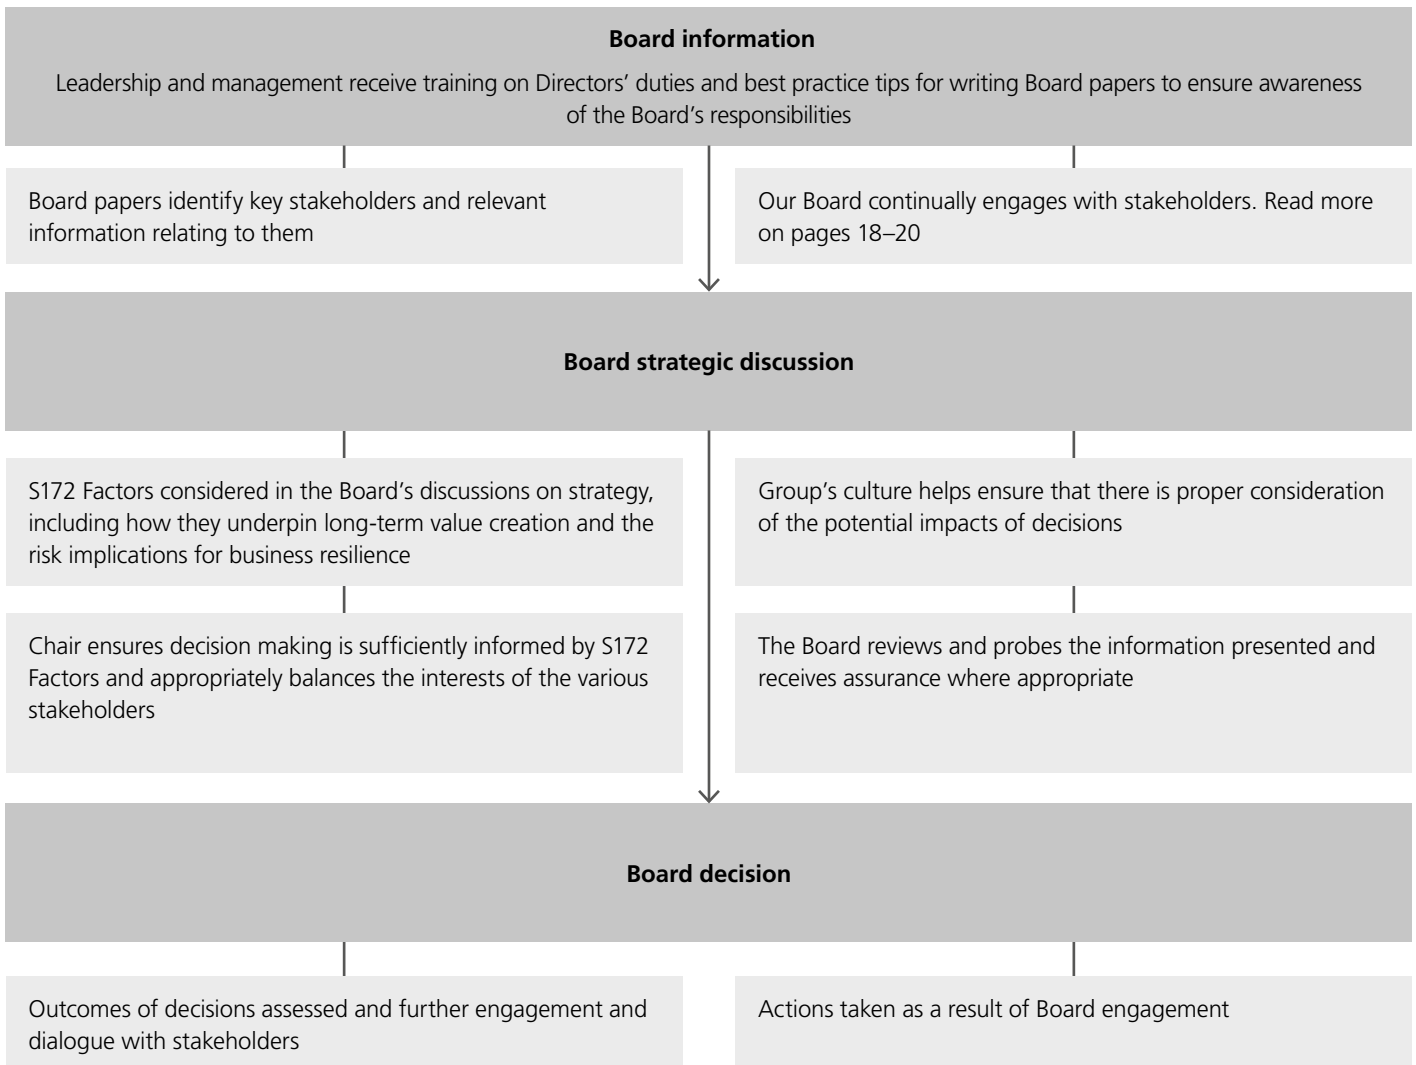 Board information
Leadership and management receive training on Directors’ duties and best practice tips for writing Board papers to ensure awareness
of the Board’s responsibilities
Board papers identify key stakeholders and relevant
information relating to them
Our Board continually engages with stakeholders. Read more
on pages 18–20
Board strategic discussion
S172 Factors considered in the Board’s discussions on strategy,
including how they underpin long-term value creation and the
risk implications for business resilience
Group’s culture helps ensure that there is proper consideration
of the potential impacts of decisions
Chair ensures decision making is sufficiently informed by S172
Factors and appropriately balances the interests of the various
stakeholders
The Board reviews and probes the information presented and
receives assurance where appropriate
Board decision
Outcomes of decisions assessed and further engagement and
dialogue with stakeholders
Actions taken as a result of Board engagement